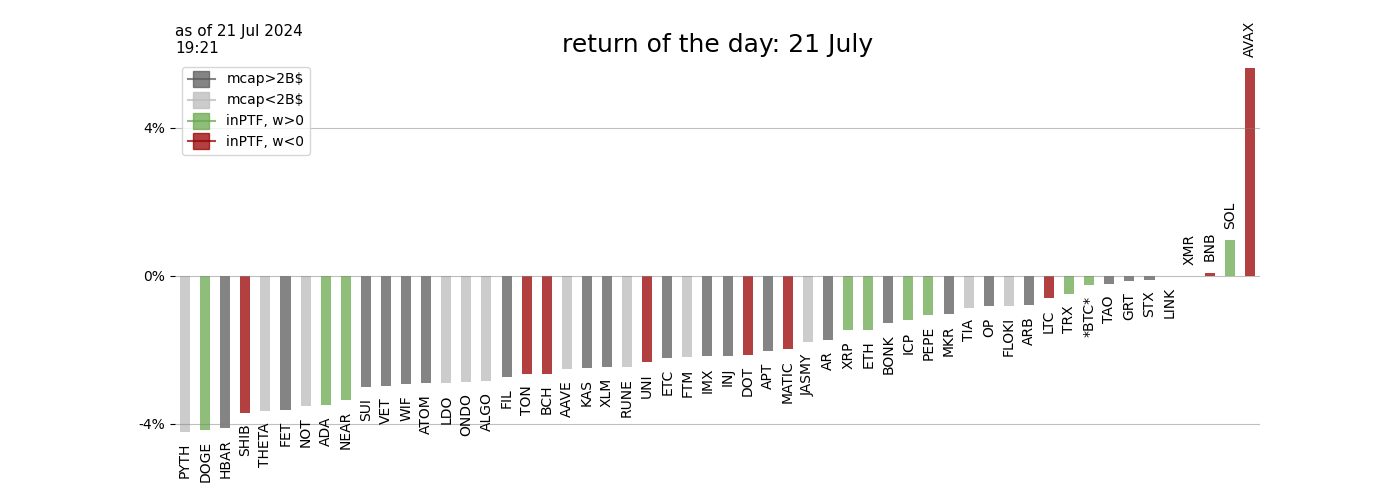 as of 21 Jul 2024
19:21
return of the day: 21 July
mcap>2B$
mcap<2B$
inPTF, w>0
inPTF, w<0
4%
0%
-4%
PYTH
DOGE
HBAR
SHIB
THETA
FET
NOT
ADA
NEAR
SUI
VET
WIF
ATOM
LDO
ONDO
ALGO
FIL
TON
BCH
AAVE
KAS
XLM
RUNE
UNI
ETC
FTM
IMX
INJ
DOT
APT
MATIC
JASMY
AR
XRP
ETH
BONK
ICP
PEPE
MKR
TIA
OP
FLOKI
ARB
LTC
TRX
*BTC*
TAO
GRT
STX
LINK
XMR
BNB
SOL
AVAX